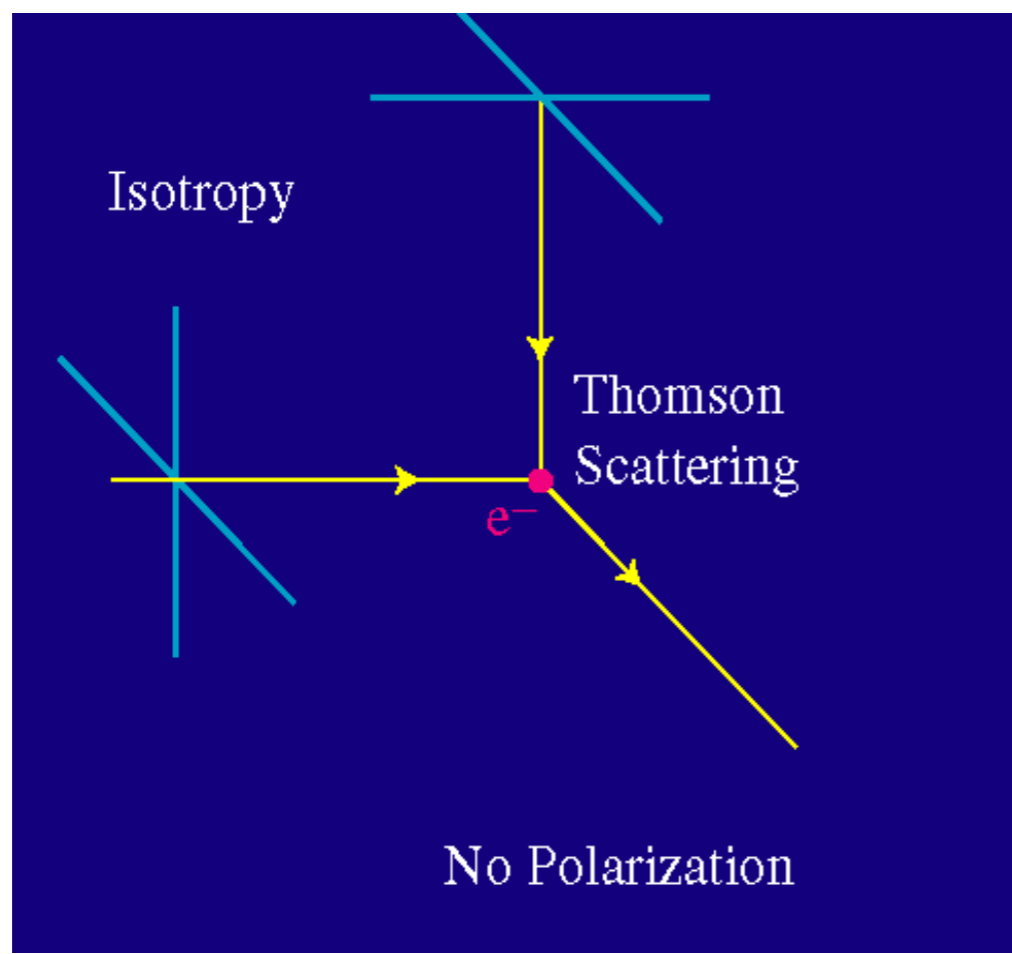 Isotropy
Thomson
Scattering
e⁻
No Polarization